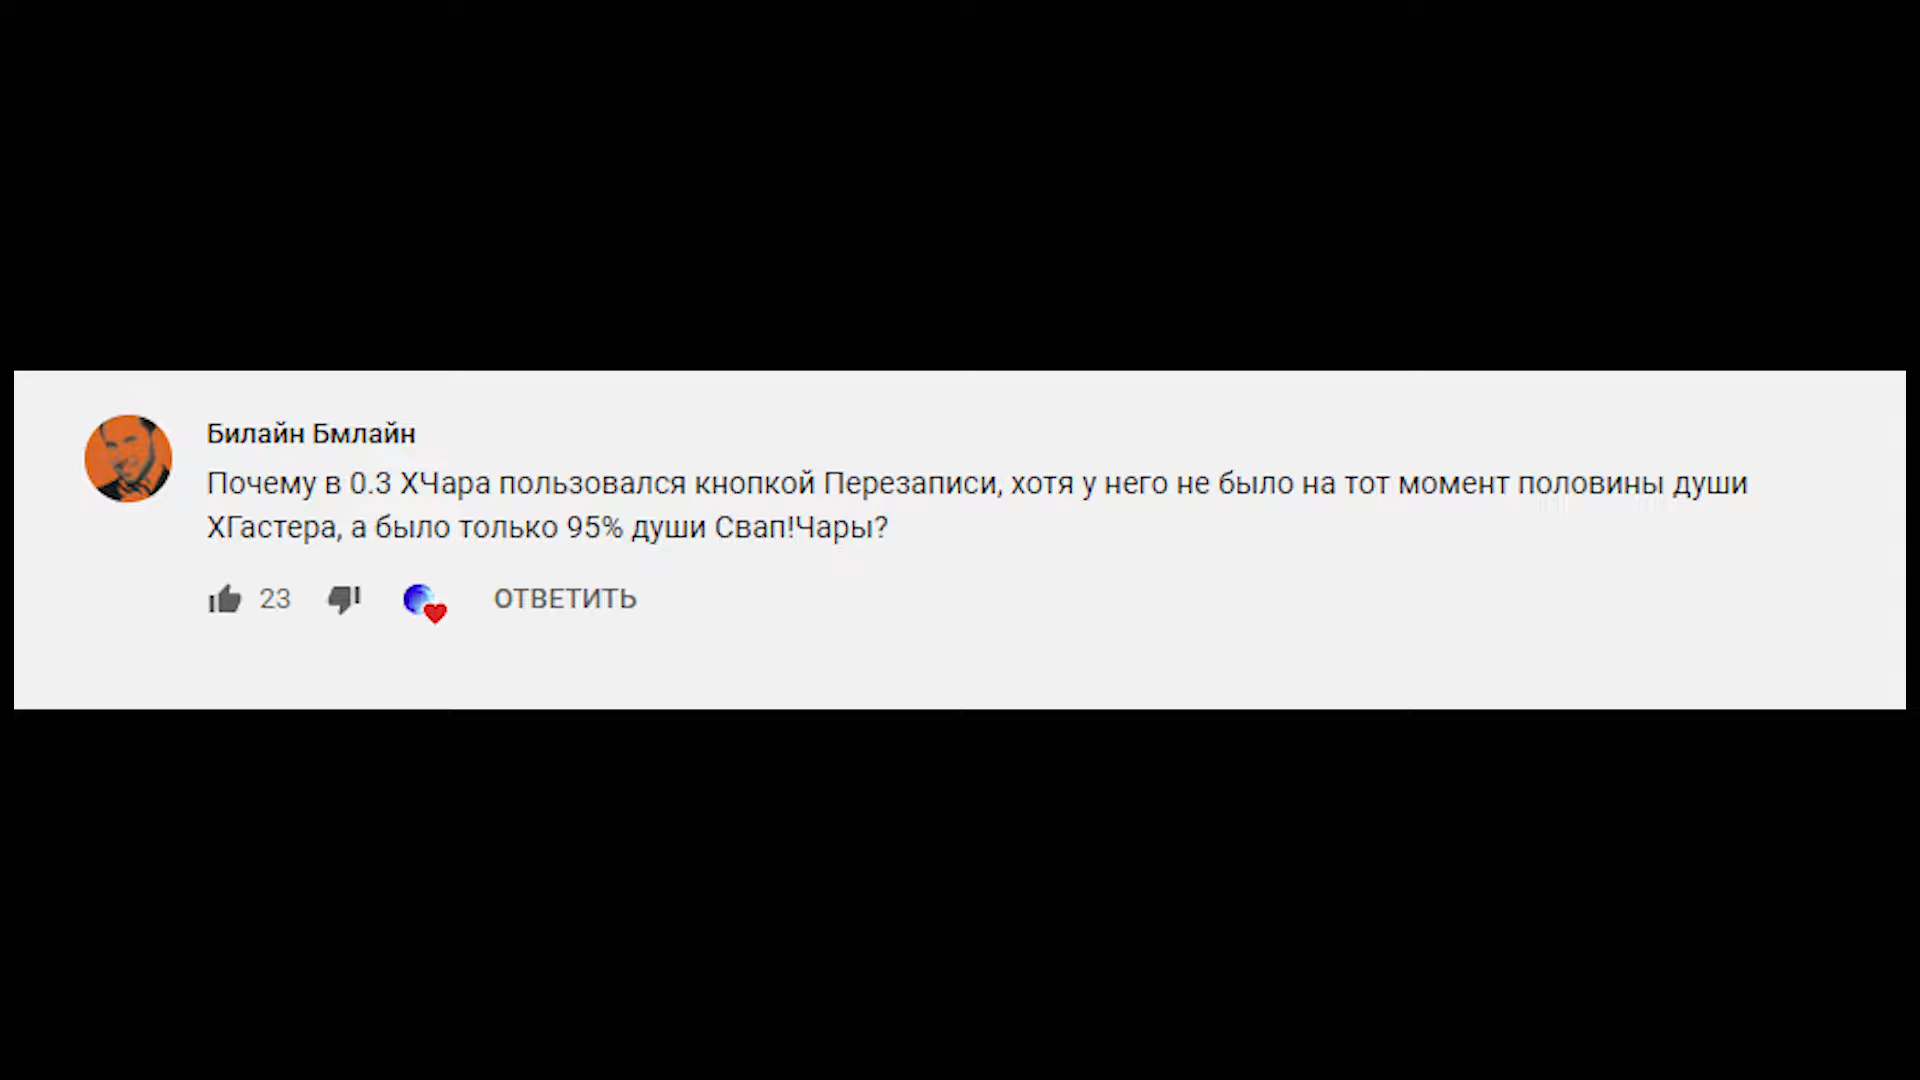 Билайн Бмлайн
Почему в 0.3 ХЧара пользовался кнопкой Перезаписи, хотя у него не было на тот момент половины души
ХГастера, а было только 95% души Свап!Чары?
23 ОТВЕТИТЬ